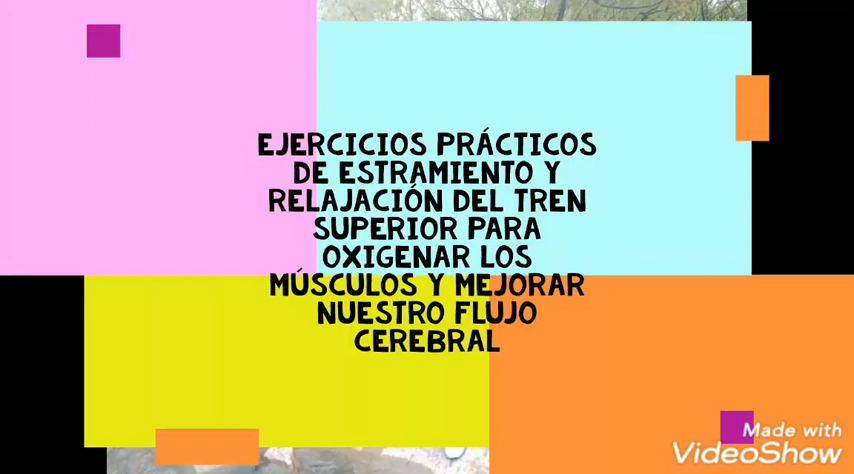 EJERCICIOS PRÁCTICOS
DE ESTRAMIENTO Y
RELAJACIÓN DEL TREN
SUPERIOR PARA
OXIGENAR LOS
MÚSCULOS Y MEJORAR
NUESTRO FLUJO
CEREBRAL
Made with
VideoShow